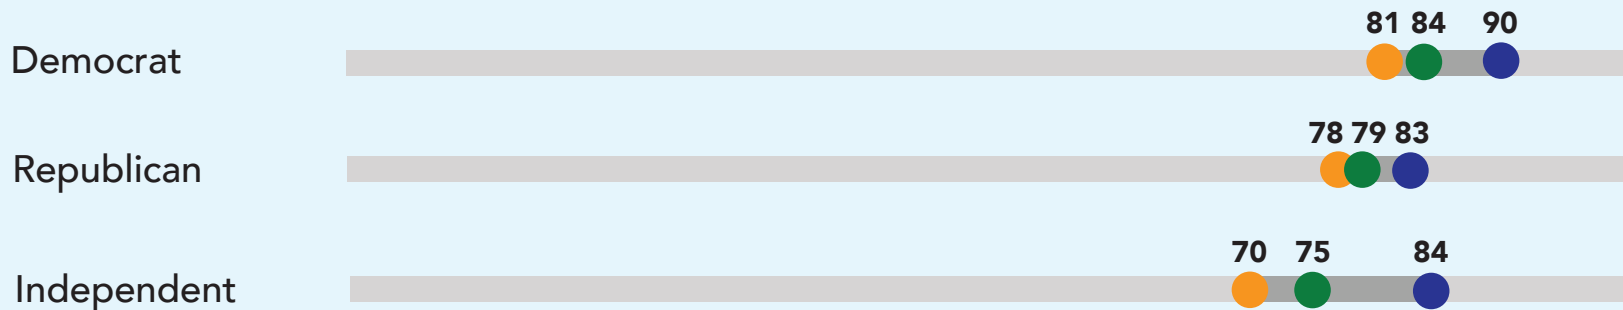 81 84 90
Democrat
78 79 83
Republican
70 75 84
Independent